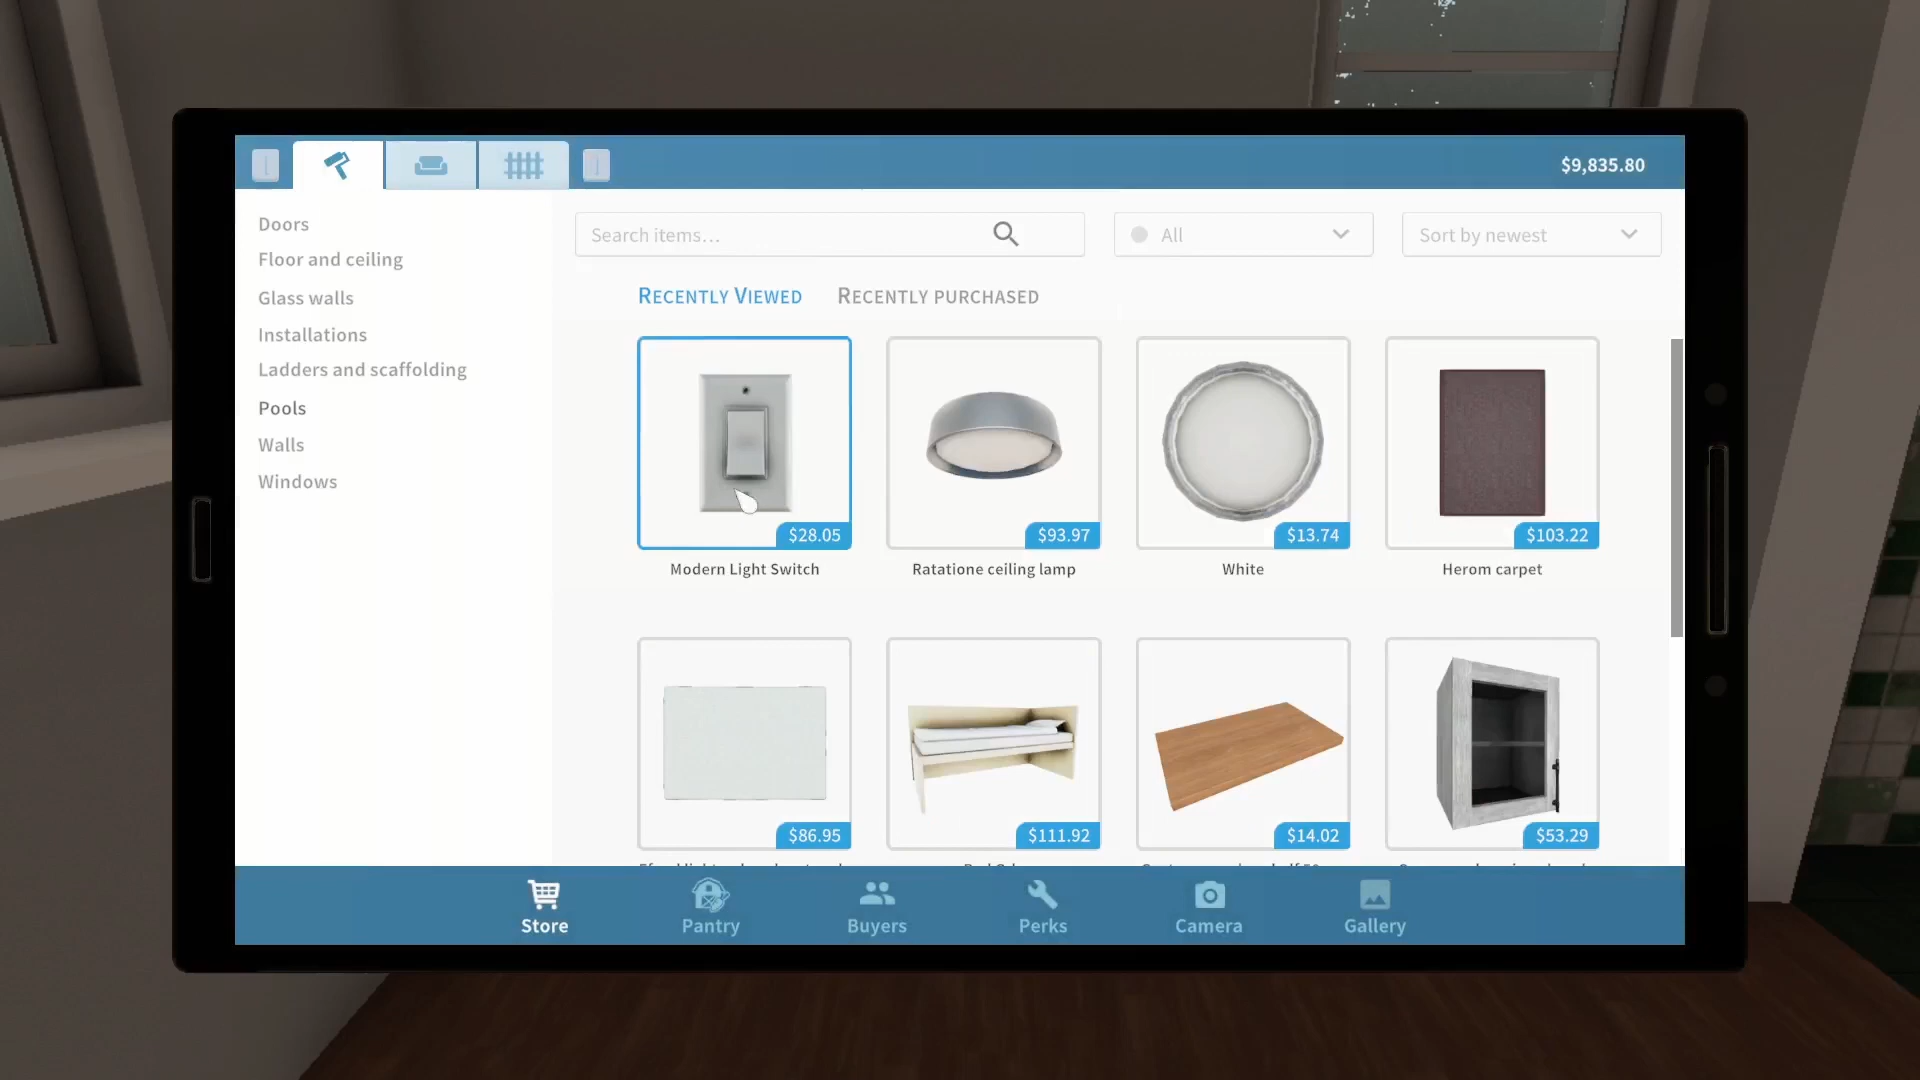 $9,835.80
Doors
Floor and ceiling
Glass walls
Installations
Ladders and scaffolding
Pools
Walls
Windows
Search items...
All
Sort by newest
RECENTLY VIEWED
RECENTLY PURCHASED
$28.05
$93.97
$13.74
$103.22
Modern Light Switch
Ratatione ceiling lamp
White
Herom carpet
$86.95
$111.92
$14.02
$53.29
Store
Pantry
Buyers
Perks
Camera
Gallery